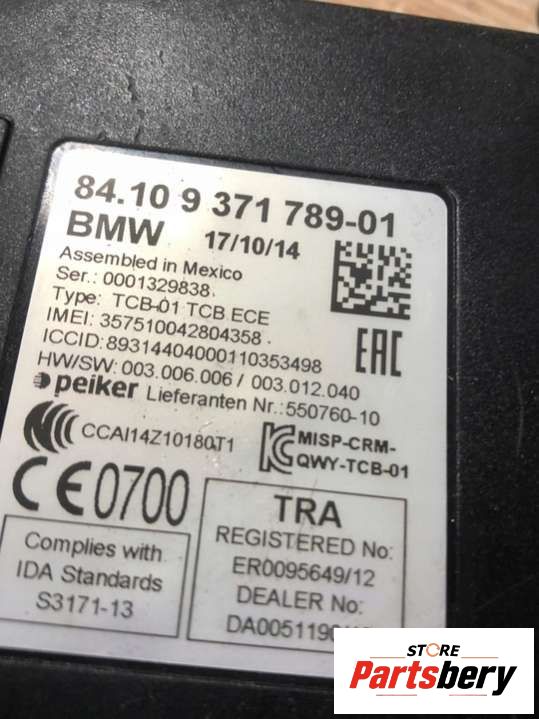 84.10 9 371 789-01
BMW 17/10/14
Assembled in Mexico
Ser.: 0001329838.
Type: TCB-01 TCB ECE
IMEI: 357510042804358
ICCID: 89314404000110353498
HW/SW: 003.006.006 / 003.012.040
peiker Lieferanten Nr.: 550760-10
CCAI14Z10180T1
MISP-CRM-
QWY-TCB-01
EAC
CE0700
Complies with
IDA Standards
S3171-13
TRA
REGISTERED No:
ER0095649/12
DEALER No:
STORE
Partsbery